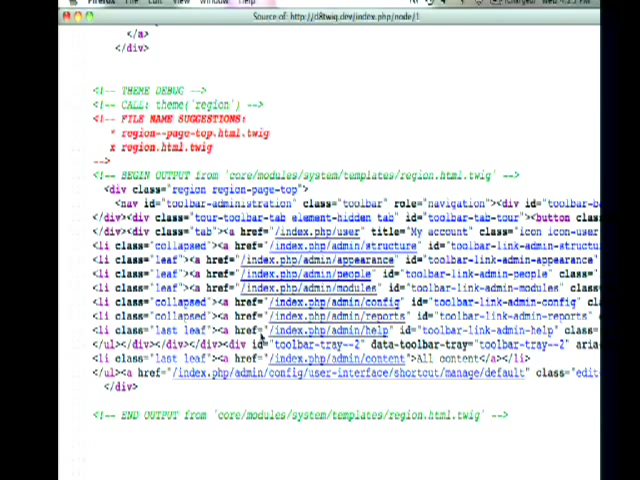 Firefox File Edit View Window Help
Source of: http://d8twig.dev/index.php/node/1
</a>
</div>
<!-- THEME DEBUG -->
<!-- CALL: theme('region') -->
<!-- FILE NAME SUGGESTIONS:
* region--page-top.html.twig
x region.html.twig
-->
<!-- BEGIN OUTPUT from 'core/modules/system/templates/region.html.twig' -->
<div class="region region-page-top">
<nav id="toolbar-administration" class="toolbar" role="navigation"><div id="toolbar-b
</div><div class="tour-toolbar-tab element-hidden tab" id="toolbar-tab-tour"><button
</div><div class="tab"><a href="/index.php/user" title="My account" class="icon icon-user
<li class="collapsed"><a href="/index.php/admin/structure" id="toolbar-link-admin-structu
<li class="leaf"><a href="/index.php/admin/appearance" id="toolbar-link-admin-appearance"
<li class="leaf"><a href="/index.php/admin/people" id="toolbar-link-admin-people" class="
<li class="leaf"><a href="/index.php/admin/modules" id="toolbar-link-admin-modules" class
<li class="collapsed"><a href="/index.php/admin/config" id="toolbar-link-admin-config" cl
<li class="collapsed"><a href="/index.php/admin/reports" id="toolbar-link-admin-reports"
<li class="last leaf"><a href="/index.php/admin/help" id="toolbar-link-admin-help" class=
</ul></div></div></div><div id="toolbar-tray--2" data-toolbar-tray="toolbar-tray--2" aria-
<li class="last leaf"><a href="/index.php/admin/content">All content</a></li>
</ul><a href="/index.php/admin/config/user-interface/shortcut/manage/default" class="edit
</div>
<!-- END OUTPUT from 'core/modules/system/templates/region.html.twig' -->